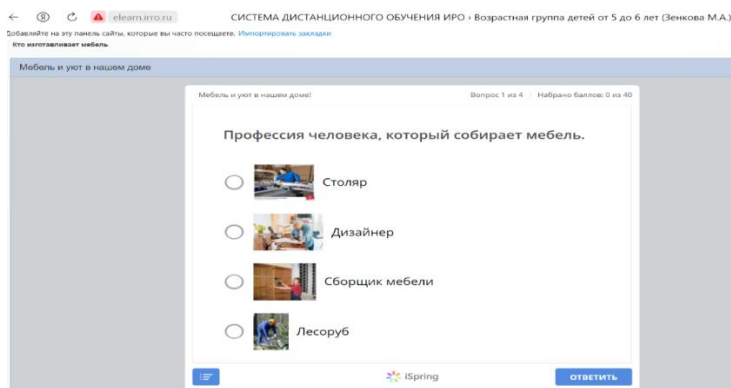 elearn.irro.ru СИСТЕМА ДИСТАНЦИОННОГО ОБУЧЕНИЯ ИРО › Возрастная группа детей от 5 до 6 лет (Зенкова М.А.)
Добавляйте на эту панель сайты, которые вы часто посещаете. Импортировать закладки
Кто изготавливает мебель
Мебель и уют в нашем доме
Мебель и уют в нашем доме! Вопрос 1 из 4 | Набрано баллов: 0 из 40
Профессия человека, который собирает мебель.
Столяр
Дизайнер
Сборщик мебели
Лесоруб
iSpring ОТВЕТИТЬ